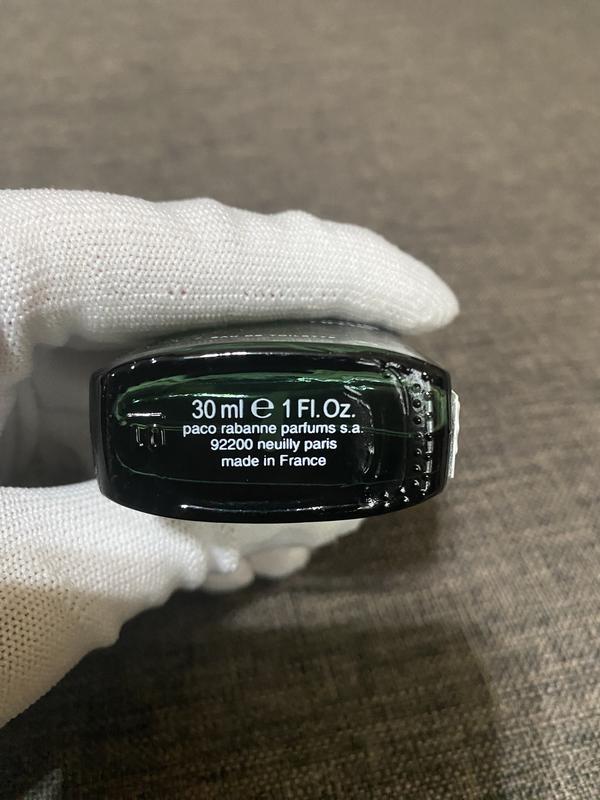 30 ml ℮ 1 Fl. Oz.
paco rabanne parfums s.a.
92200 neuilly paris
made in France